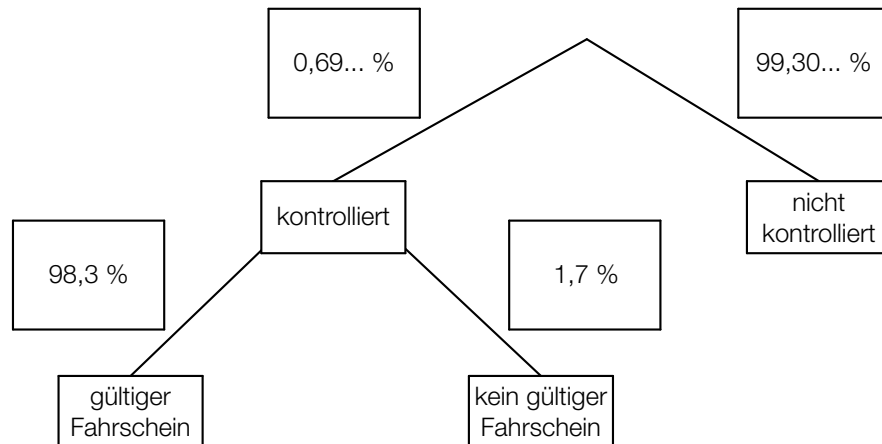 0,69... %
99,30... %
kontrolliert
nicht
kontrolliert
98,3 %
1,7 %
gültiger
Fahrschein
kein gültiger
Fahrschein